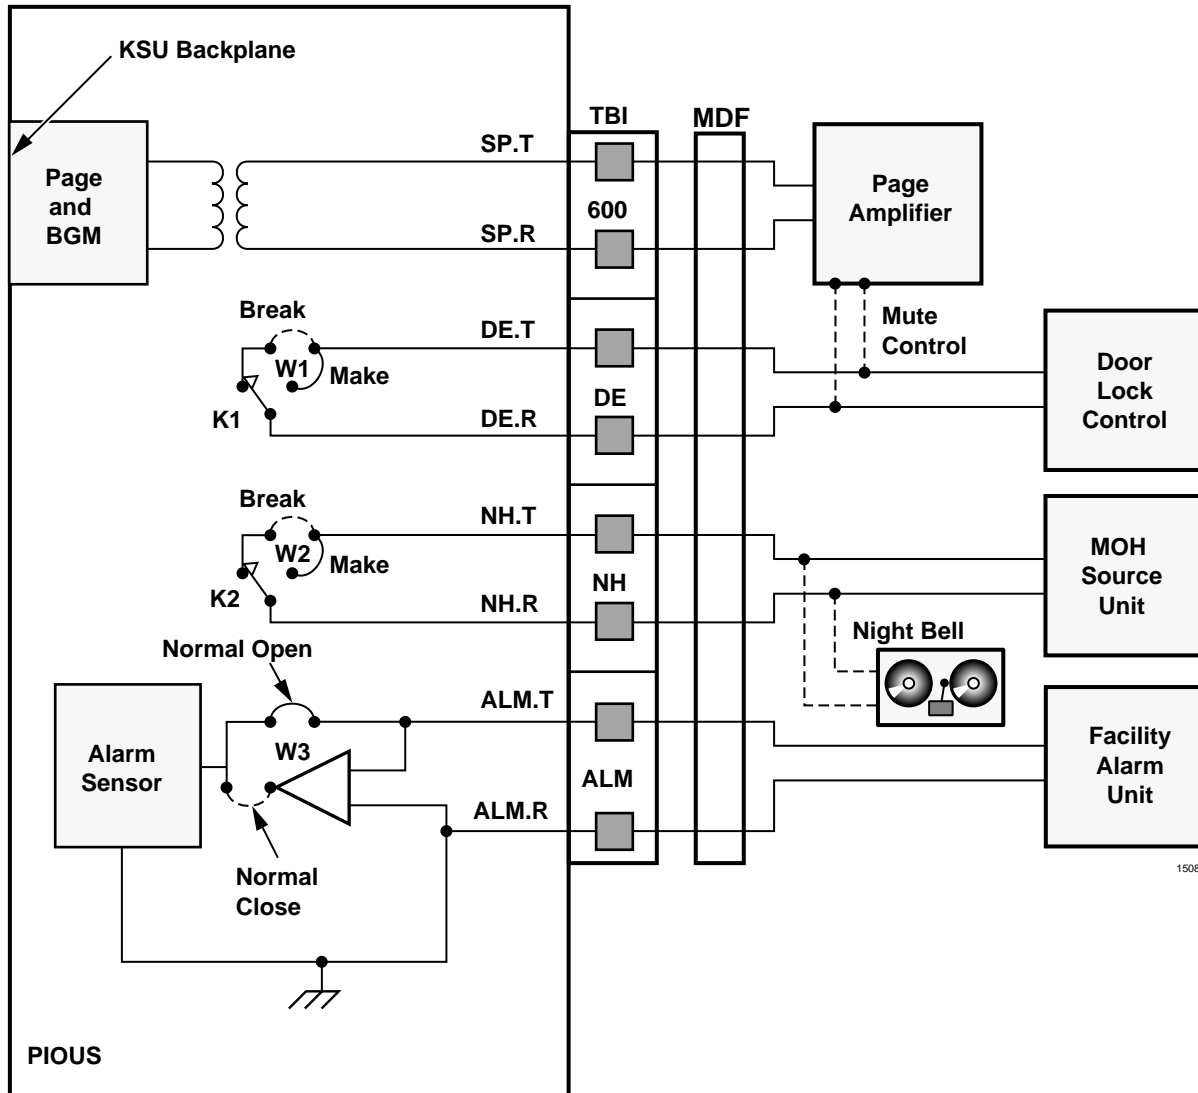 KSU Backplane
TBI
MDF
SP.T
Page
and
BGM
600
Page
Amplifier
SP.R
Break
DE.T
Mute
Control
W1
Make
Door
Lock
Control
DE
K1
DE.R
Break
NH.T
W2
Make
MOH
Source
Unit
NH
K2
NH.R
Night Bell
Normal Open
ALM.T
Alarm
Sensor
W3
Facility
Alarm
Unit
ALM
ALM.R
Normal
Close
1508
PIOUS